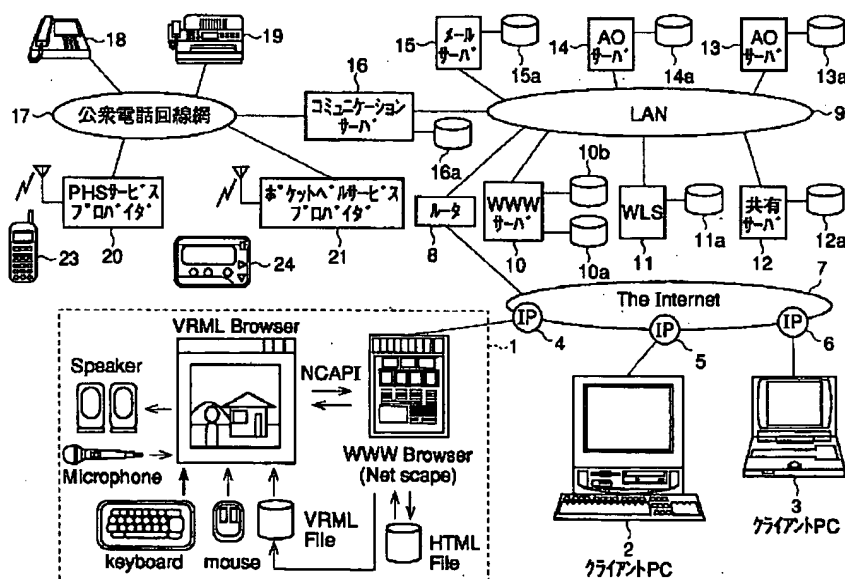 18
19
17
公衆電話回線網
16
コミュニケーション
サーバ
16a
15
メール
サーバ
15a
14
AO
サーバ
14a
13
AO
サーバ
13a
LAN
9
PHSサービス
プロバイダ
20
23
ポケットベルサービス
プロバイダ
21
24
ルータ
8
WWW
サーバ
10
10b
10a
WLS
11
11a
共有
サーバ
12
12a
7
The Internet
IP
4
IP
5
IP
6
1
VRML Browser
Speaker
NCAPI
Microphone
WWW Browser
(Net scape)
keyboard
mouse
VRML
File
HTML
File
2
クライアントPC
3
クライアントPC